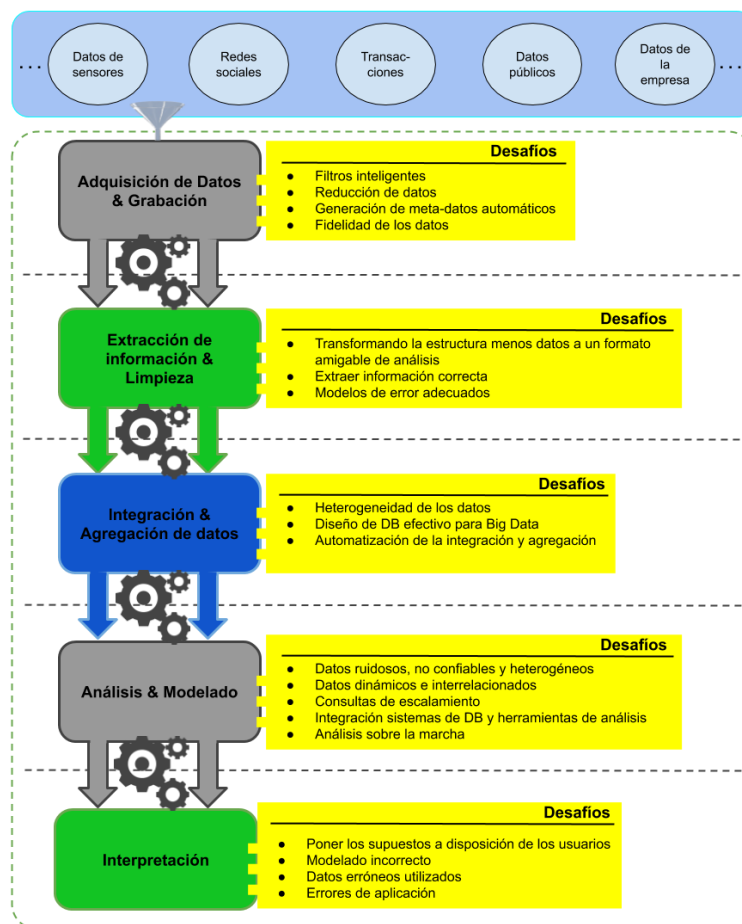 ...
Datos de
sensores
Redes
sociales
Transac-
ciones
Datos
públicos
Datos de
la
empresa
...
Adquisición de Datos
& Grabación
Desafíos
● Filtros inteligentes
● Reducción de datos
● Generación de meta-datos automáticos
● Fidelidad de los datos
Extracción de
información &
Limpieza
Desafíos
● Transformando la estructura menos datos a un formato
amigable de análisis
● Extraer información correcta
● Modelos de error adecuados
Integración &
Agregación de datos
Desafíos
● Heterogeneidad de los datos
● Diseño de DB efectivo para Big Data
● Automatización de la integración y agregación
Análisis & Modelado
Desafíos
● Datos ruidosos, no confiables y heterogéneos
● Datos dinámicos e interrelacionados
● Consultas de escalamiento
● Integración sistemas de DB y herramientas de análisis
● Análisis sobre la marcha
Interpretación
Desafíos
● Poner los supuestos a disposición de los usuarios
● Modelado incorrecto
● Datos erróneos utilizados
● Errores de aplicación